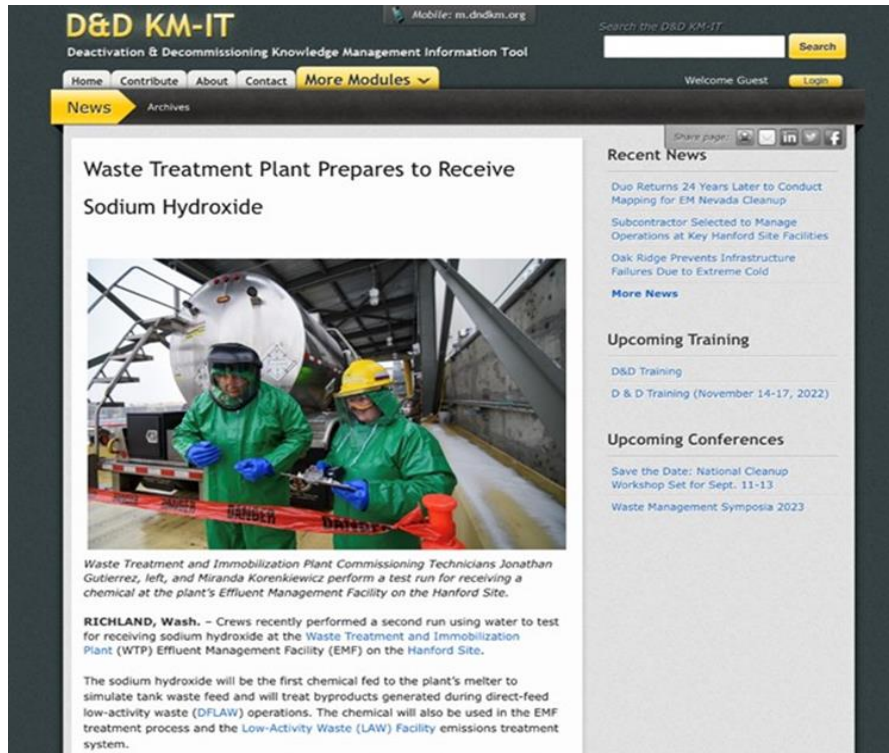 Mobile: m.dndkm.org
D&D KM-IT
Deactivation & Decommissioning Knowledge Management Information Tool
Search the D&D KM-IT
Search
Home Contribute About Contact More Modules
Welcome Guest Login
News Archives
Share page:
Waste Treatment Plant Prepares to Receive
Sodium Hydroxide
DANGER DANGER DANGER
Waste Treatment and Immobilization Plant Commissioning Technicians Jonathan
Gutierrez, left, and Miranda Korenkiewicz perform a test run for receiving a
chemical at the plant's Effluent Management Facility on the Hanford Site.
RICHLAND, Wash. – Crews recently performed a second run using water to test
for receiving sodium hydroxide at the Waste Treatment and Immobilization
Plant (WTP) Effluent Management Facility (EMF) on the Hanford Site.
The sodium hydroxide will be the first chemical fed to the plant's melter to
simulate tank waste feed and will treat byproducts generated during direct-feed
low-activity waste (DFLAW) operations. The chemical will also be used in the EMF
treatment process and the Low-Activity Waste (LAW) Facility emissions treatment
system.
Recent News
Duo Returns 24 Years Later to Conduct
Mapping for EM Nevada Cleanup
Subcontractor Selected to Manage
Operations at Key Hanford Site Facilities
Oak Ridge Prevents Infrastructure
Failures Due to Extreme Cold
More News
Upcoming Training
D&D Training
D & D Training (November 14-17, 2022)
Upcoming Conferences
Save the Date: National Cleanup
Workshop Set for Sept. 11-13
Waste Management Symposia 2023